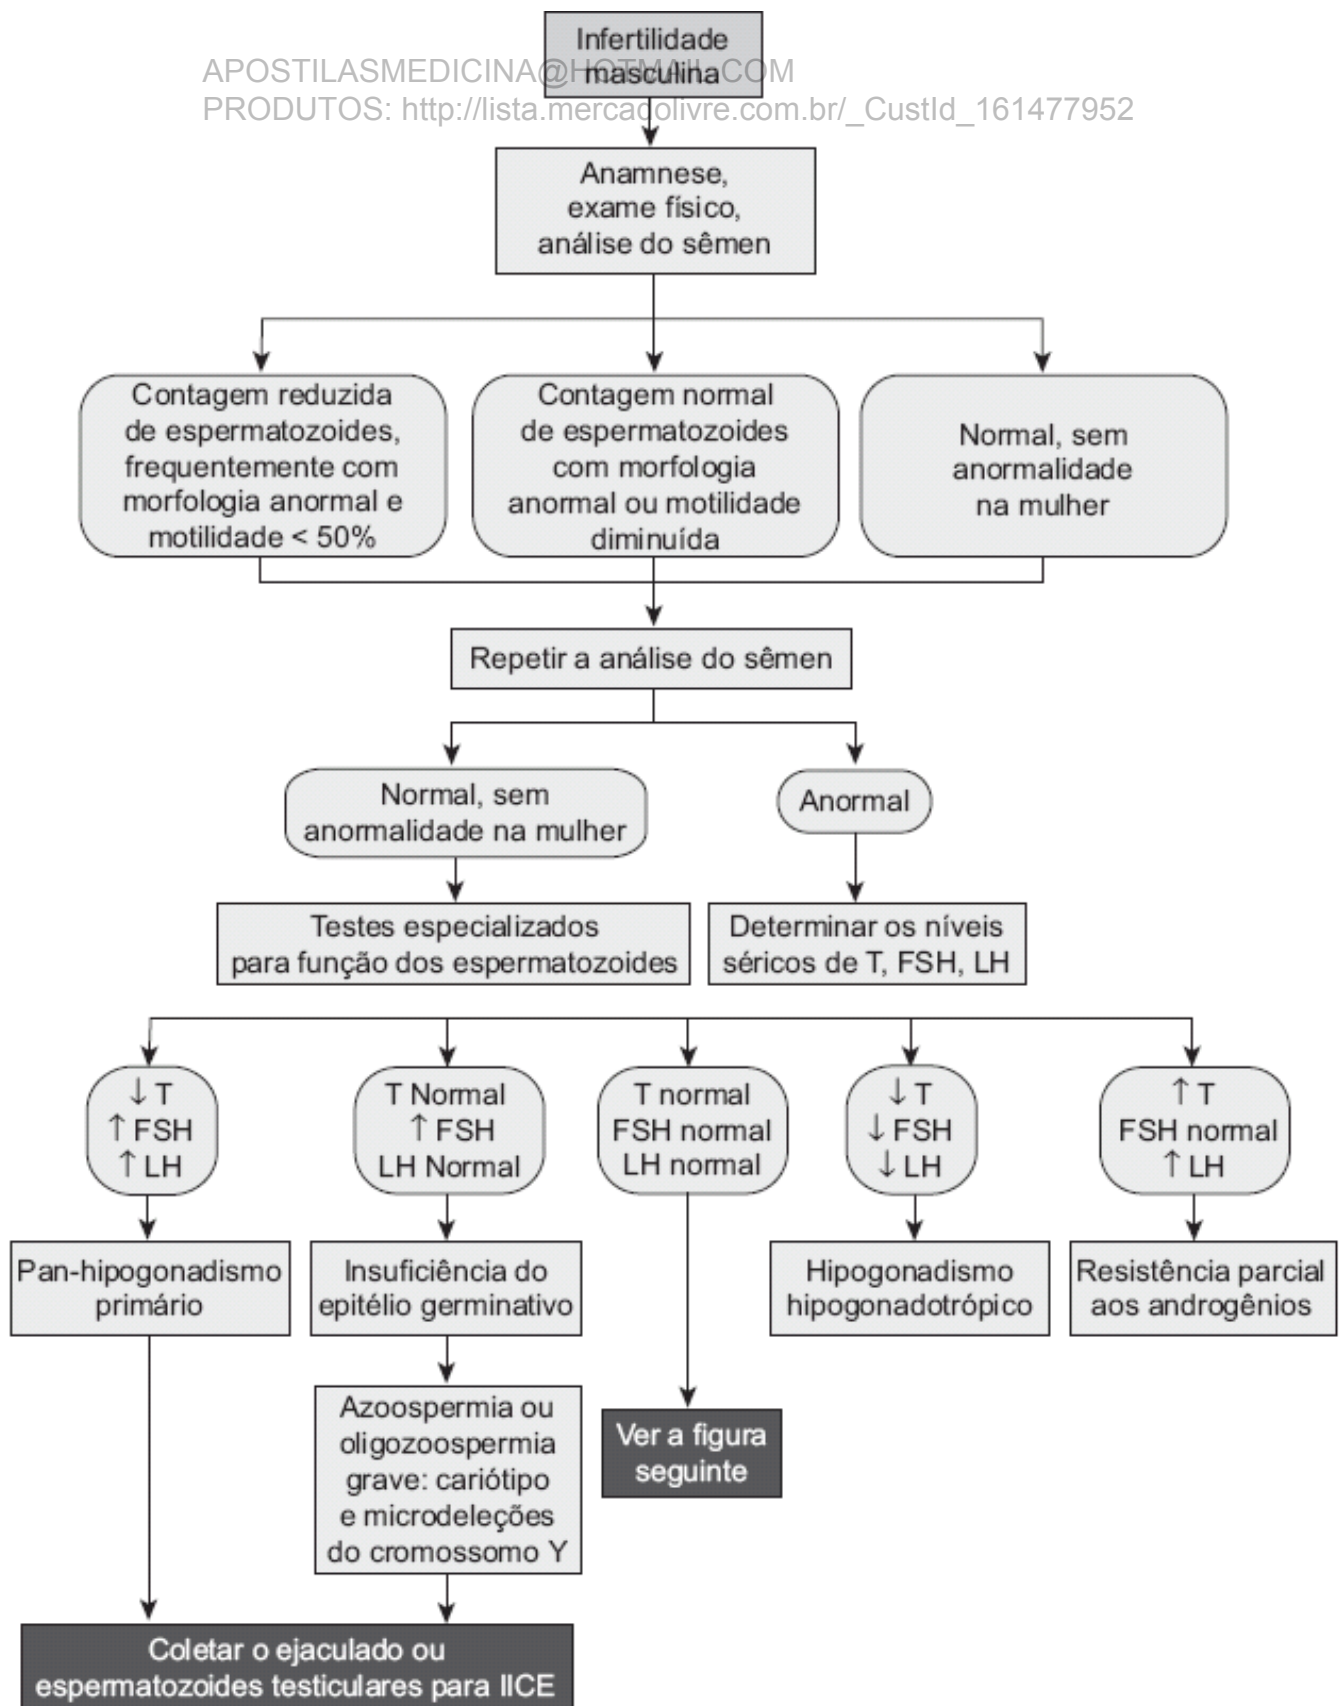 Infertilidade
masculina
APOSTILASMEDICINA@HOTMAIL.COM
PRODUTOS: http://lista.mercadolivre.com.br/_CustId_161477952
Anamnese,
exame físico,
análise do sêmen
Contagem reduzida
de espermatozoides,
frequentemente com
morfologia anormal e
motilidade < 50%
Contagem normal
de espermatozoides
com morfologia
anormal ou motilidade
diminuída
Normal, sem
anormalidade
na mulher
Repetir a análise do sêmen
Normal, sem
anormalidade na mulher
Anormal
Testes especializados
para função dos espermatozoides
Determinar os níveis
séricos de T, FSH, LH
↓ T
↑ FSH
↑ LH
T Normal
↑ FSH
LH Normal
T normal
FSH normal
LH normal
↓ T
↓ FSH
↓ LH
↑ T
FSH normal
↑ LH
Pan-hipogonadismo
primário
Insuficiência do
epitélio germinativo
Hipogonadismo
hipogonadotrópico
Resistência parcial
aos androgênios
Azoospermia ou
oligozoospermia
grave: cariótipo
e microdeleções
do cromossomo Y
Ver a figura
seguinte
Coletar o ejaculado ou
espermatozoides testiculares para IICE